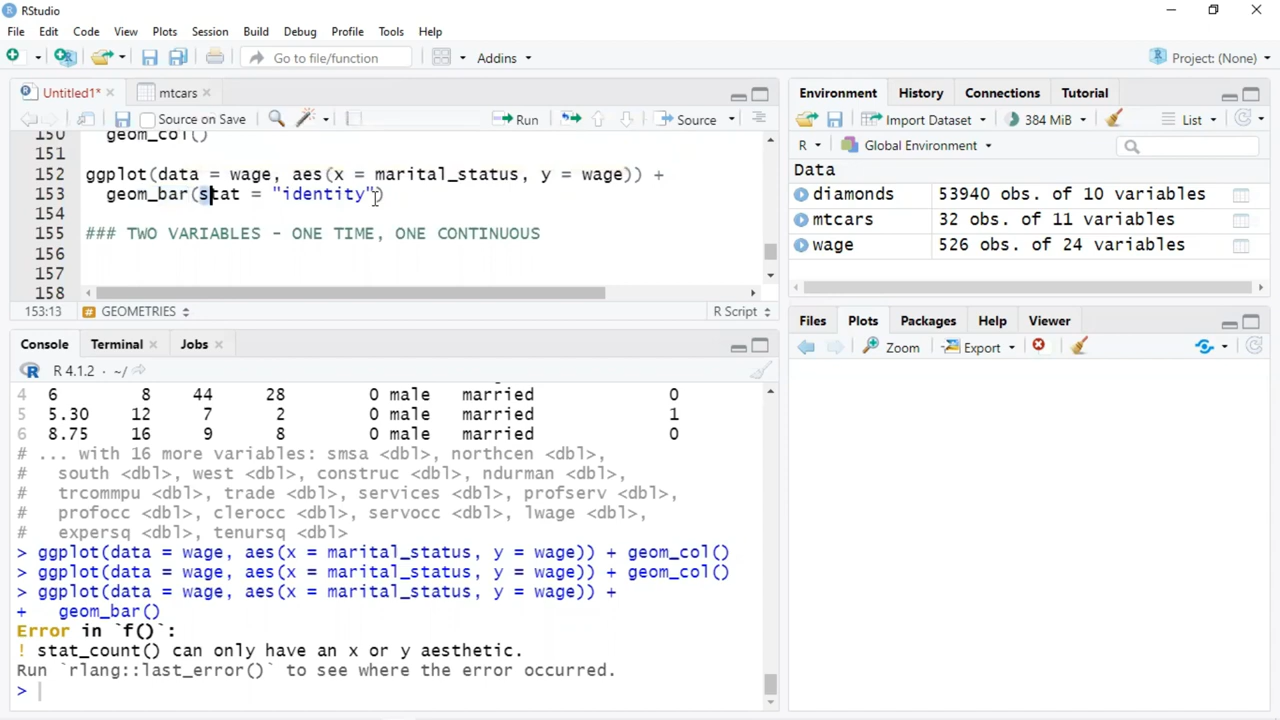 RStudio
File Edit Code View Plots Session Build Debug Profile Tools Help
Go to file/function Addins Project: (None)
Untitled1* mtcars
Source on Save Run Source
150 geom_col()
151
152 ggplot(data = wage, aes(x = marital_status, y = wage)) +
153 geom_bar(stat = "identity")
154
155 ### TWO VARIABLES - ONE TIME, ONE CONTINUOUS
156
157
158
153:13 # GEOMETRIES R Script
Console Terminal Jobs
R 4.1.2 · ~/
4 6 8 44 28 0 male married 0
5 5.30 12 7 2 0 male married 1
6 8.75 16 9 8 0 male married 0
# ... with 16 more variables: smsa <dbl>, northcen <dbl>,
# south <dbl>, west <dbl>, construc <dbl>, ndurman <dbl>,
# trcommpu <dbl>, trade <dbl>, services <dbl>, profserv <dbl>,
# profocc <dbl>, clerocc <dbl>, servocc <dbl>, lwage <dbl>,
# expersq <dbl>, tenursq <dbl>
> ggplot(data = wage, aes(x = marital_status, y = wage)) + geom_col()
> ggplot(data = wage, aes(x = marital_status, y = wage)) + geom_col()
> ggplot(data = wage, aes(x = marital_status, y = wage)) +
+ geom_bar()
Error in `f()`:
! stat_count() can only have an x or y aesthetic.
Run `rlang::last_error()` to see where the error occurred.
>
Environment History Connections Tutorial
Import Dataset 384 MiB List
R Global Environment
Data
diamonds 53940 obs. of 10 variables
mtcars 32 obs. of 11 variables
wage 526 obs. of 24 variables
Files Plots Packages Help Viewer
Zoom Export